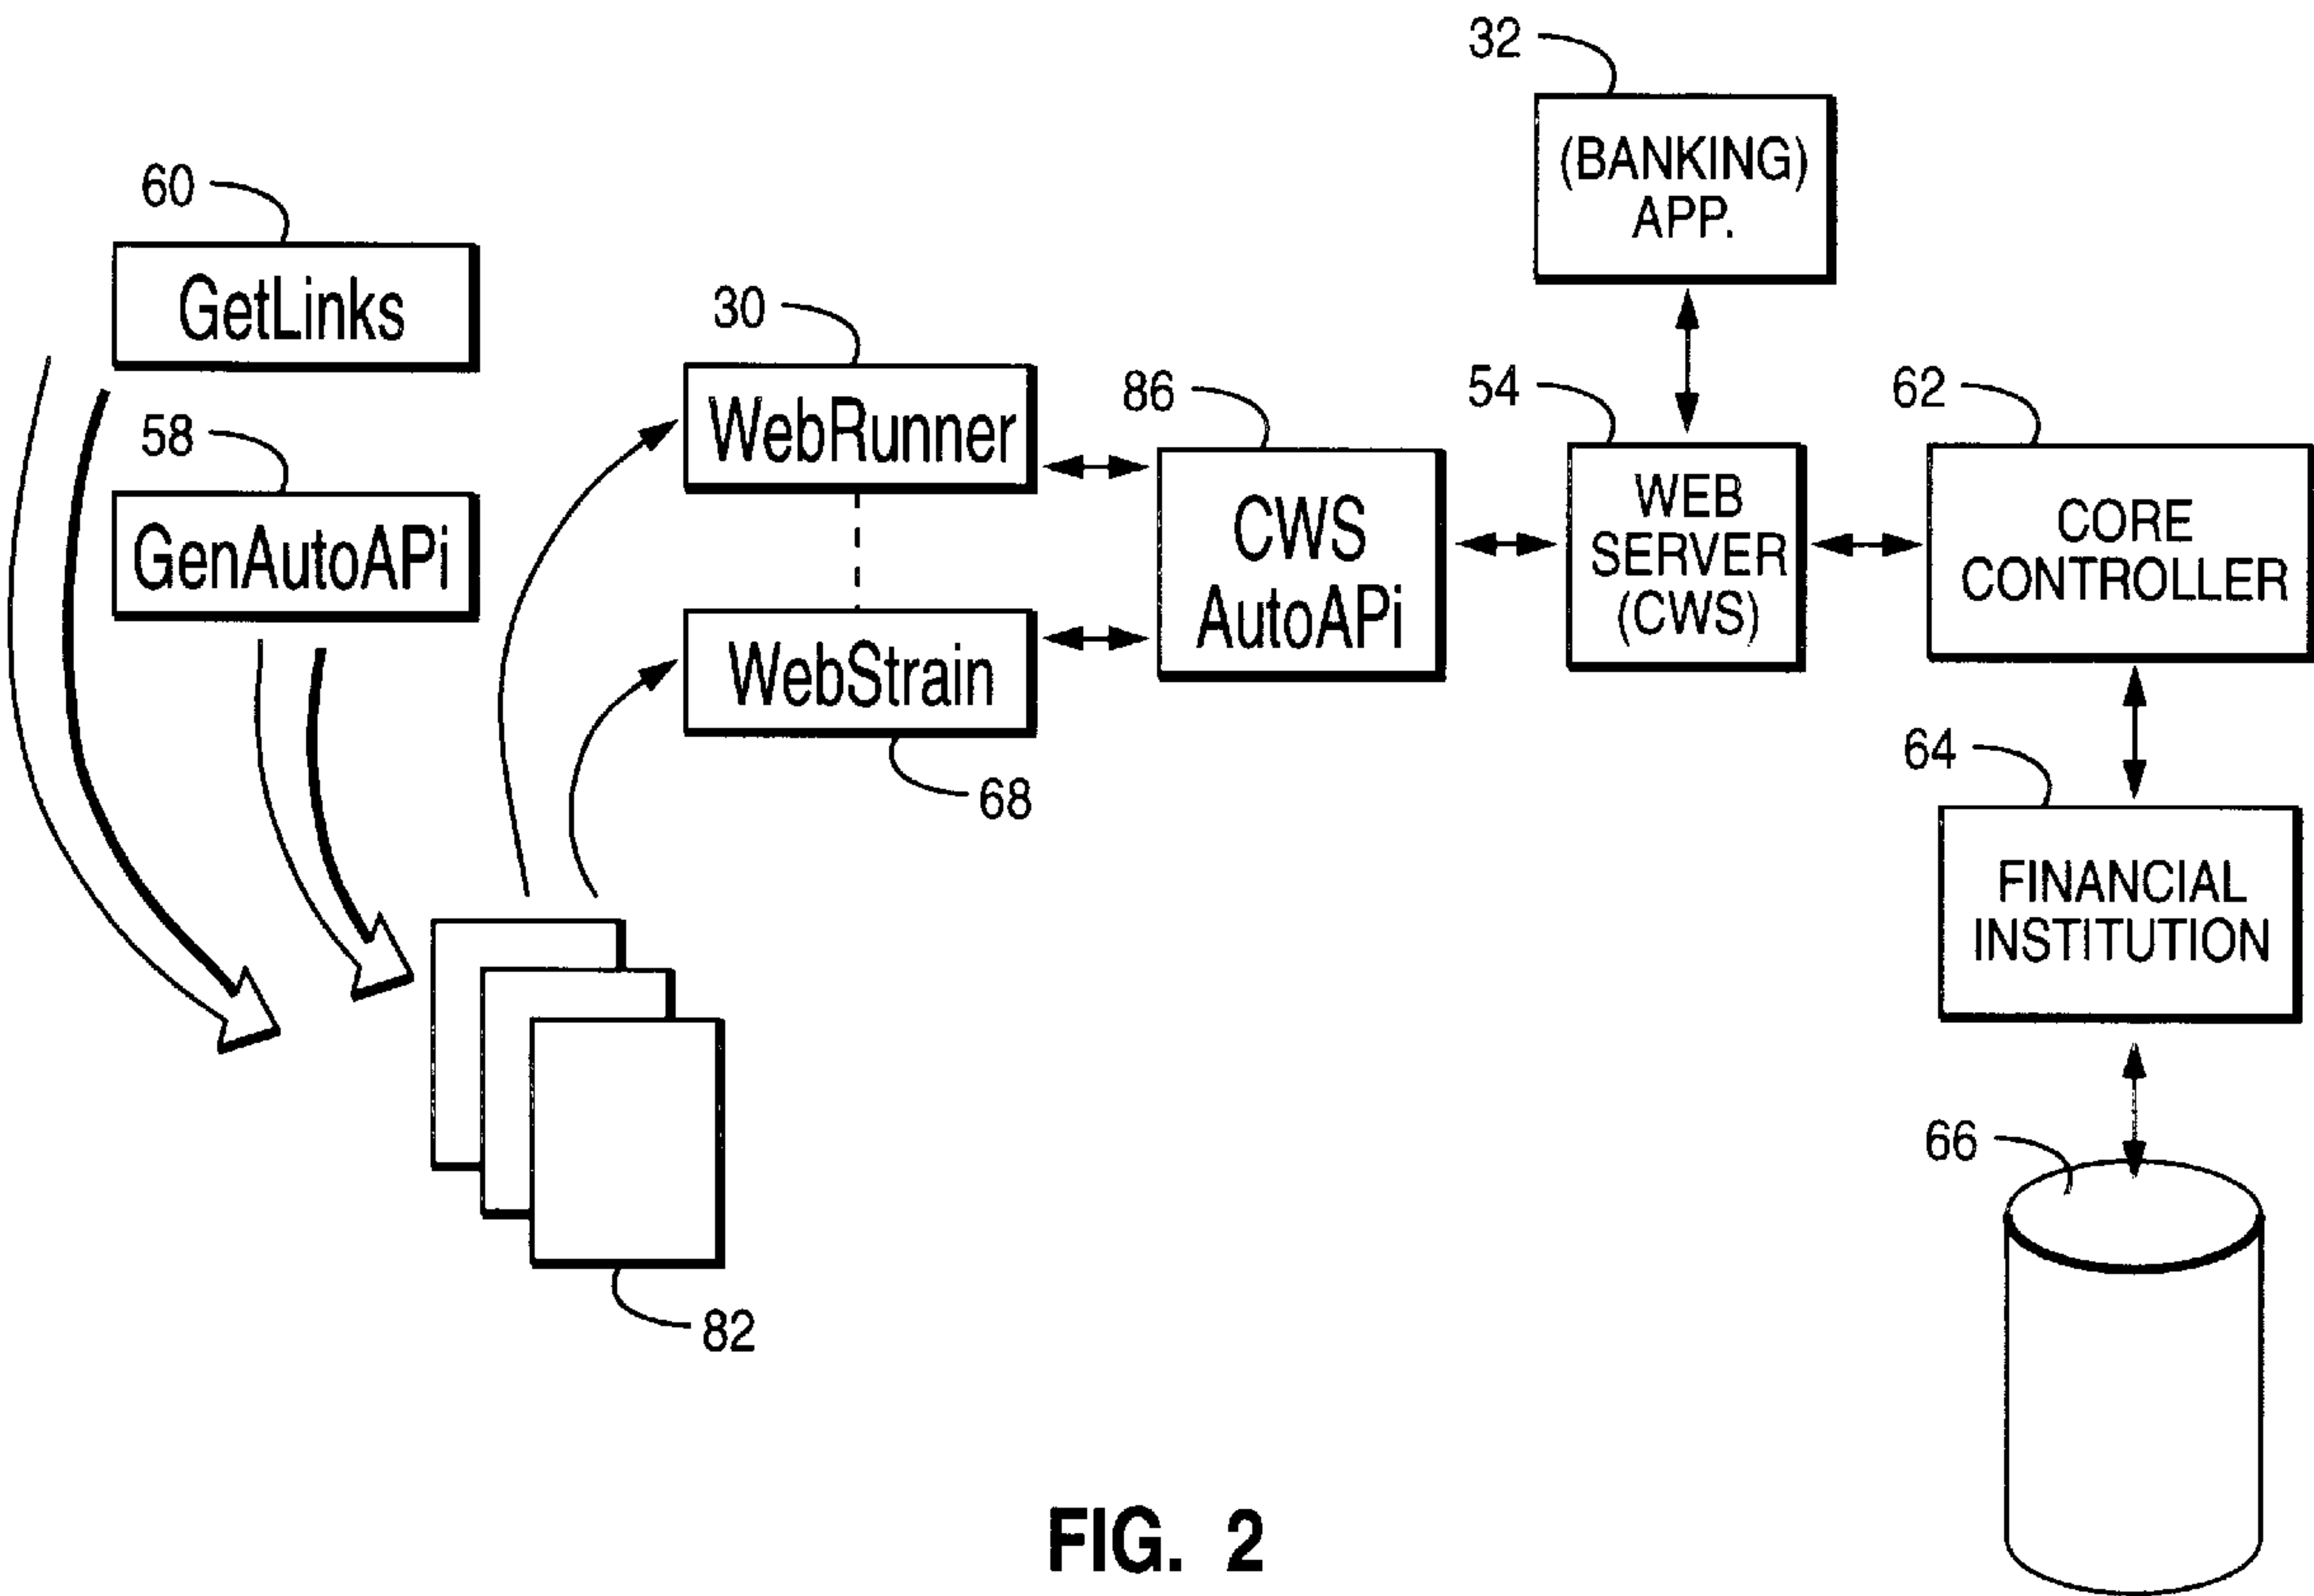 32
(BANKING)
APP.
60
GetLinks
30
WebRunner
58
GenAutoAPi
86
CWS
AutoAPi
54
WEB
SERVER
(CWS)
62
CORE
CONTROLLER
WebStrain
68
64
FINANCIAL
INSTITUTION
66
82
FIG. 2